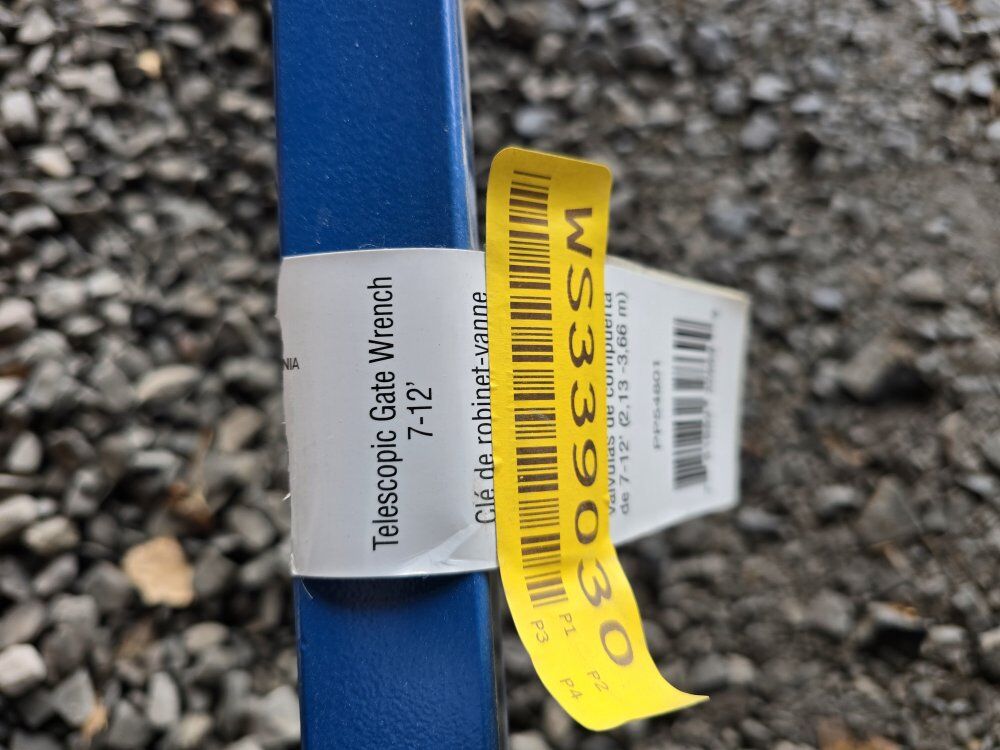 NIA
Telescopic Gate Wrench
7-12'
Clé de robinet-vanne
WS3339030
P1 P2
P3 P4
válvulas de compuerta
de 7-12' (2,13 -3,66 m)
PP54801